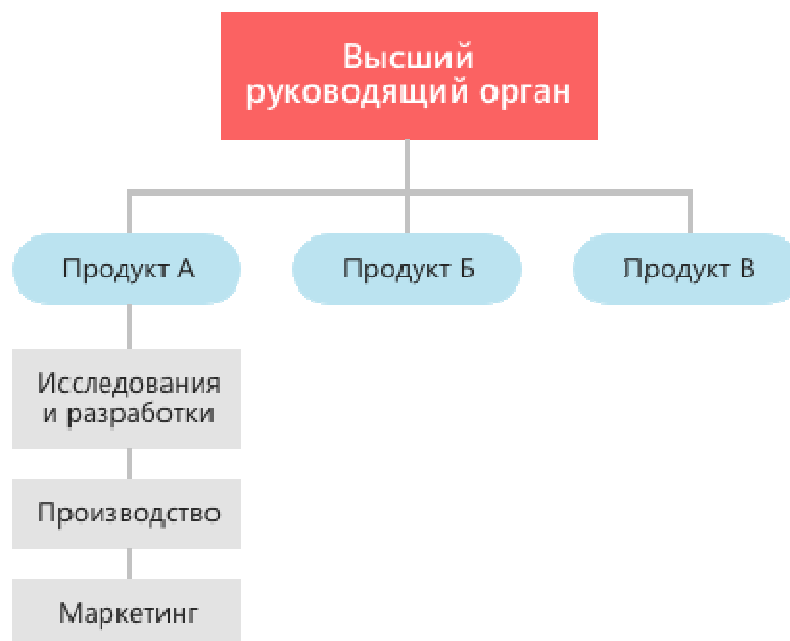 Высший
руководящий орган
Продукт А
Продукт Б
Продукт В
Исследования
и разработки
Производство
Маркетинг